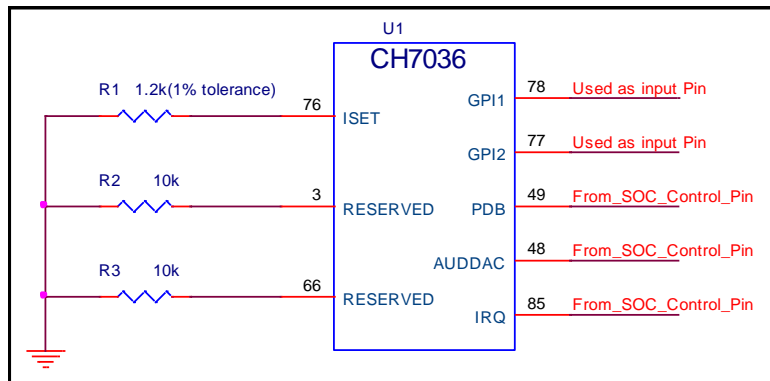 U1
CH7036
R1 1.2k(1% tolerance)
76
ISET
GPI1
78
Used as input Pin
GPI2
77
Used as input Pin
R2 10k
3
RESERVED
PDB
49
From_SOC_Control_Pin
AUDDAC
48
From_SOC_Control_Pin
R3 10k
66
RESERVED
IRQ
85
From_SOC_Control_Pin